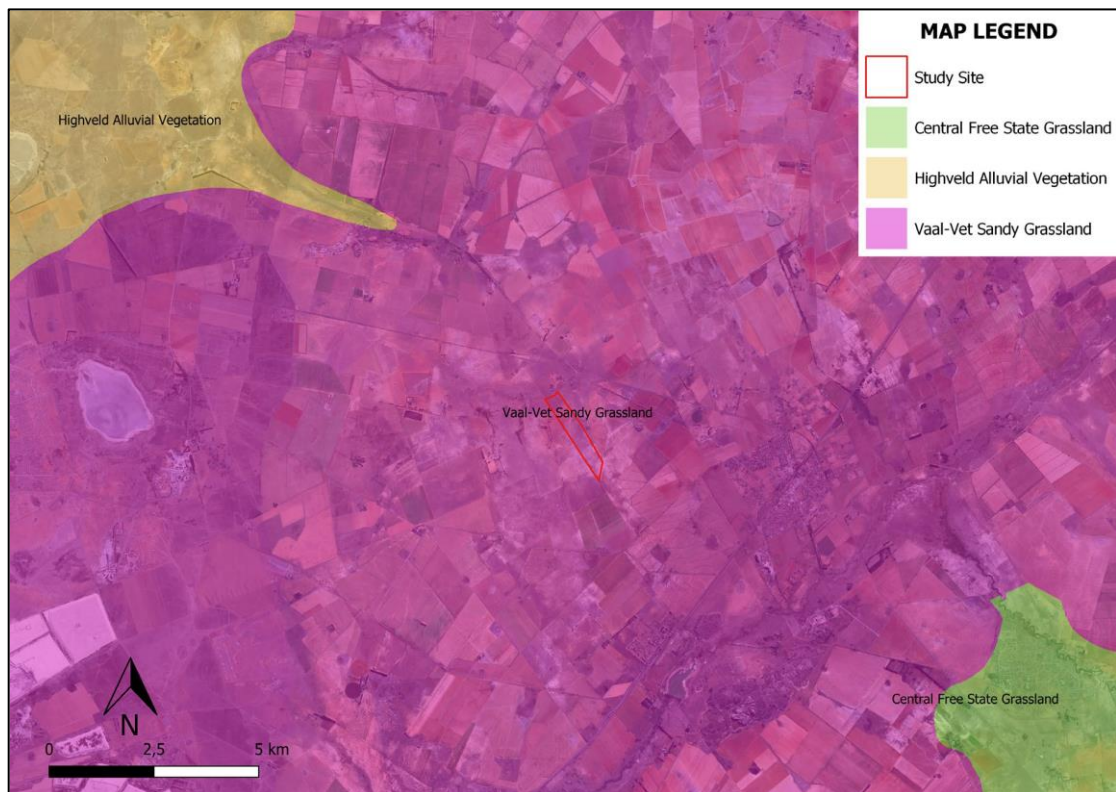 MAP LEGEND
Study Site
Central Free State Grassland
Highveld Alluvial Vegetation
Vaal-Vet Sandy Grassland
Highveld Alluvial Vegetation
Vaal-Vet Sandy Grassland
Central Free State Grassland
N
0 2,5 5 km